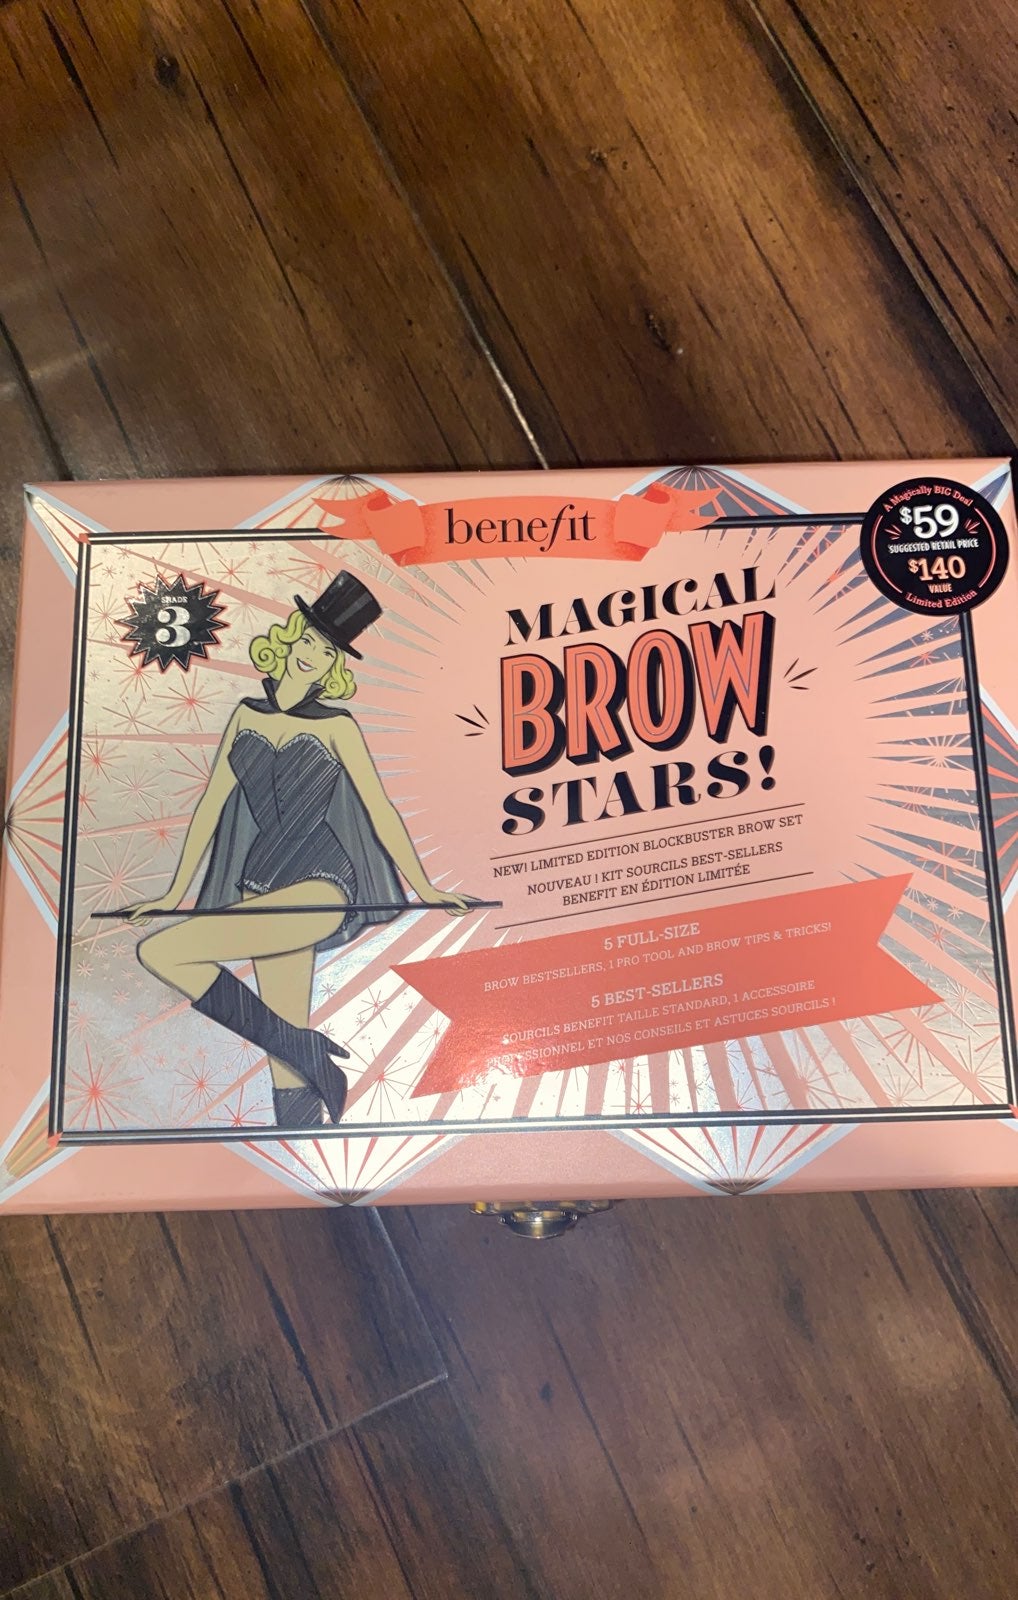 benefit
A Magically BIG Deal
$59
SUGGESTED RETAIL PRICE
$140
VALUE
Limited Edition
SHADE
3
MAGICAL
BROW
STARS!
NEW! LIMITED EDITION BLOCKBUSTER BROW SET
NOUVEAU ! KIT SOURCILS BEST-SELLERS
BENEFIT EN ÉDITION LIMITÉE
5 FULL-SIZE
BROW BESTSELLERS, 1 PRO TOOL AND BROW TIPS & TRICKS!
5 BEST-SELLERS
SOURCILS BENEFIT TAILLE STANDARD, 1 ACCESSOIRE
PROFESSIONNEL ET NOS CONSEILS ET ASTUCES SOURCILS !